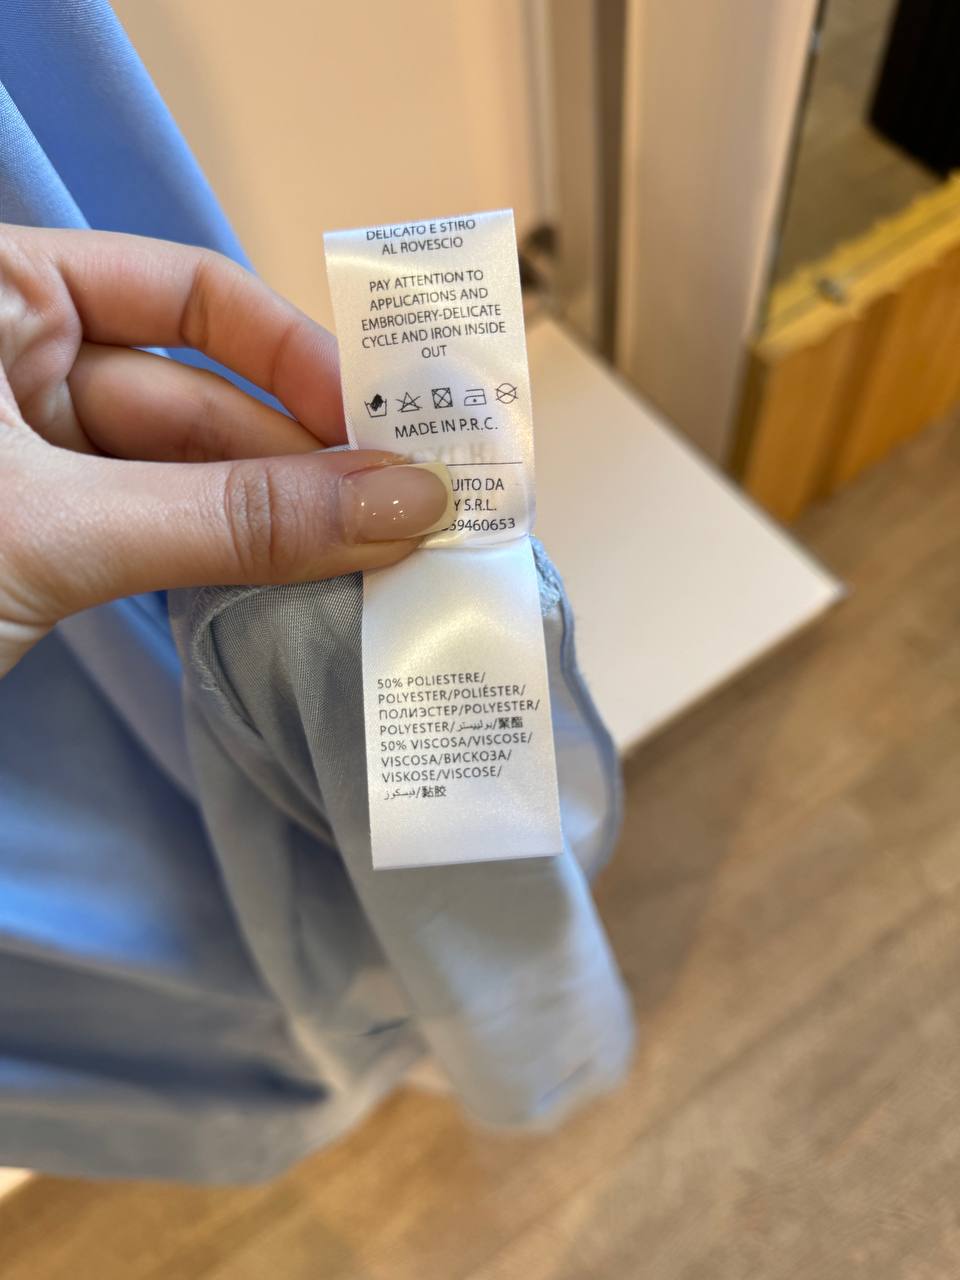 DELICATO E STIRO
AL ROVESCIO
PAY ATTENTION TO
APPLICATIONS AND
EMBROIDERY-DELICATE
CYCLE AND IRON INSIDE
OUT
MADE IN P.R.C.
UITO DA
Y S.R.L.
59460653
50% POLIESTERE/
POLYESTER/POLIÉSTER/
ПОЛИЭСТЕР/POLYESTER/
POLYESTER/بوليستر/聚酯
50% VISCOSA/VISCOSE/
VISCOSA/ВИСКОЗА/
VISKOSE/VISCOSE/
فيسكوز/黏胶